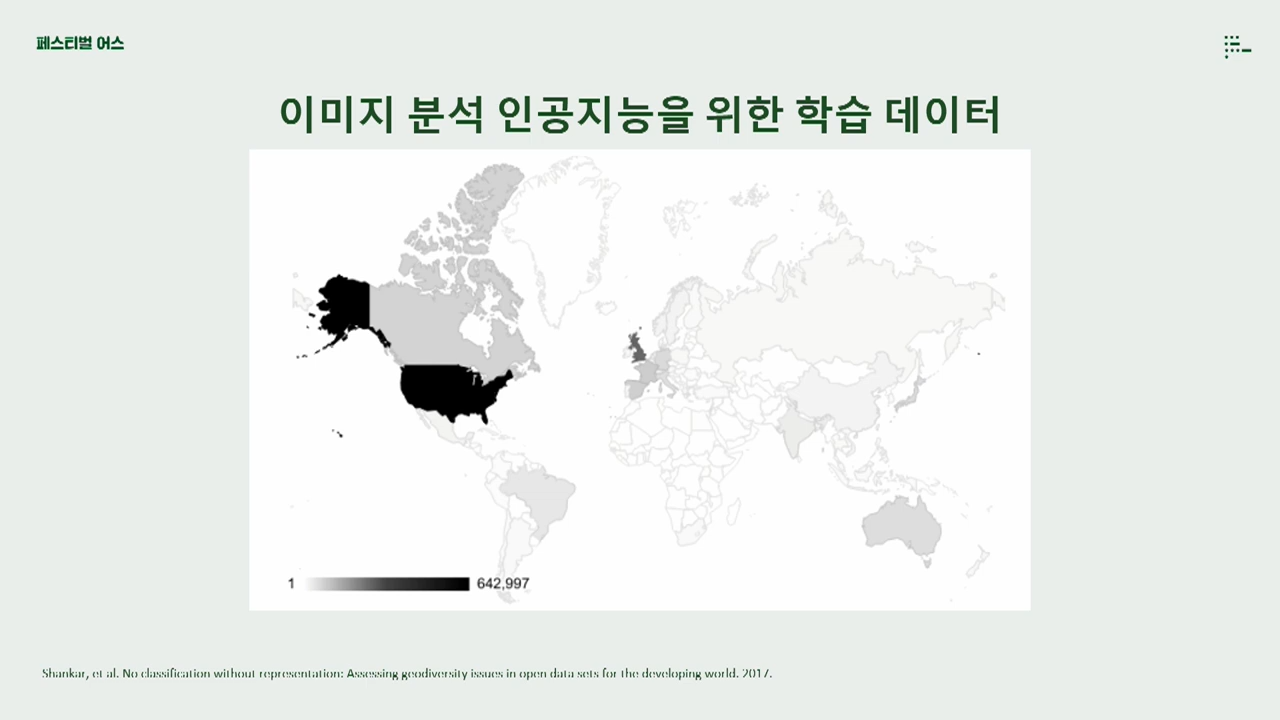 페스티벌 어스
이미지 분석 인공지능을 위한 학습 데이터
1 642,997
Shankar, et al. No classification without representation: Assessing geodiversity issues in open data sets for the developing world. 2017.